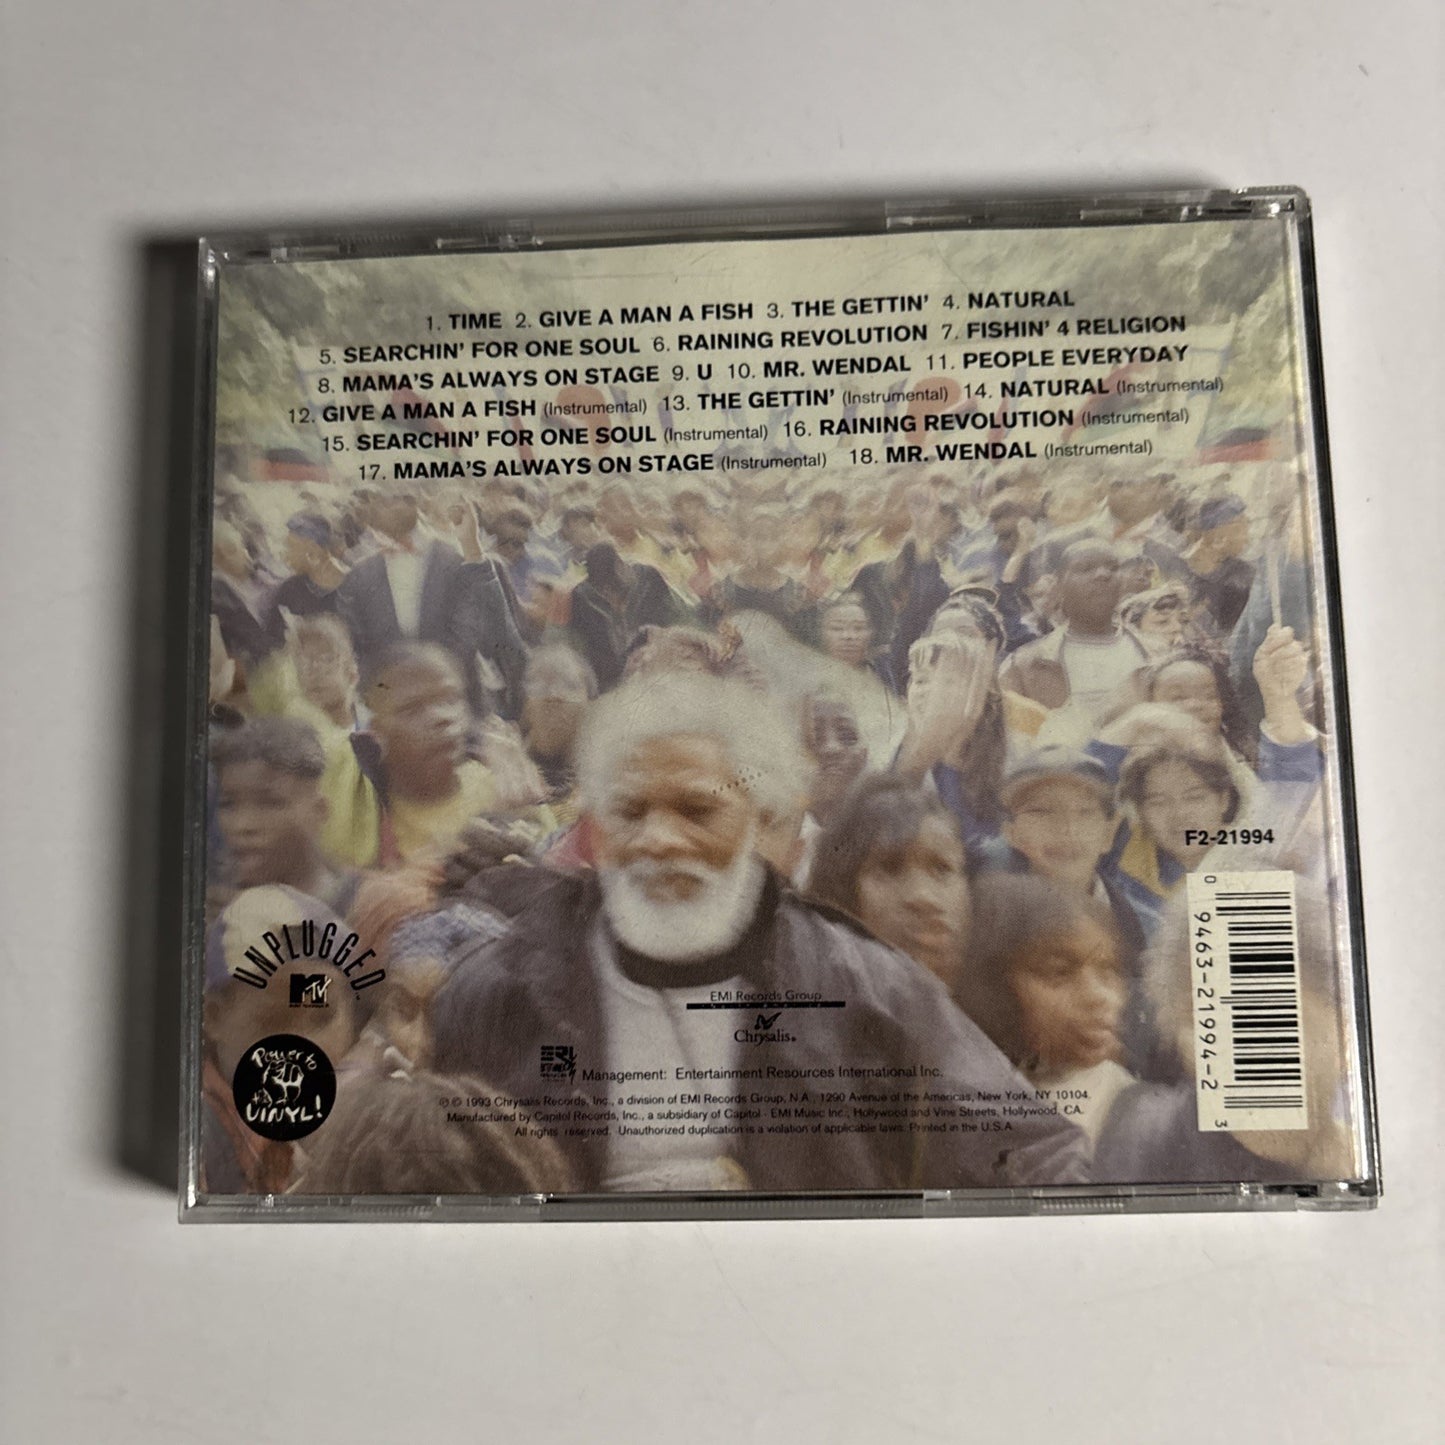 1. TIME 2. GIVE A MAN A FISH 3. THE GETTIN' 4. NATURAL
5. SEARCHIN' FOR ONE SOUL 6. RAINING REVOLUTION 7. FISHIN' 4 RELIGION
8. MAMA'S ALWAYS ON STAGE 9. U 10. MR. WENDAL 11. PEOPLE EVERYDAY
12. GIVE A MAN A FISH (Instrumental) 13. THE GETTIN' (Instrumental) 14. NATURAL (Instrumental)
15. SEARCHIN' FOR ONE SOUL (Instrumental) 16. RAINING REVOLUTION (Instrumental)
17. MAMA'S ALWAYS ON STAGE (Instrumental) 18. MR. WENDAL (Instrumental)
F2-21994
0 9463-21994-2 3
UNPLUGGED
MTV
Power to
VINYL!
EMI Records Group
Chrysalis®
ERI
Management: Entertainment Resources International Inc.
℗ © 1993 Chrysalis Records, Inc., a division of EMI Records Group, N.A., 1290 Avenue of the Americas, New York, NY 10104.
Manufactured by Capitol Records, Inc., a subsidiary of Capitol - EMI Music Inc., Hollywood and Vine Streets, Hollywood, CA.
All rights reserved. Unauthorized duplication is a violation of applicable laws. Printed in the U.S.A.